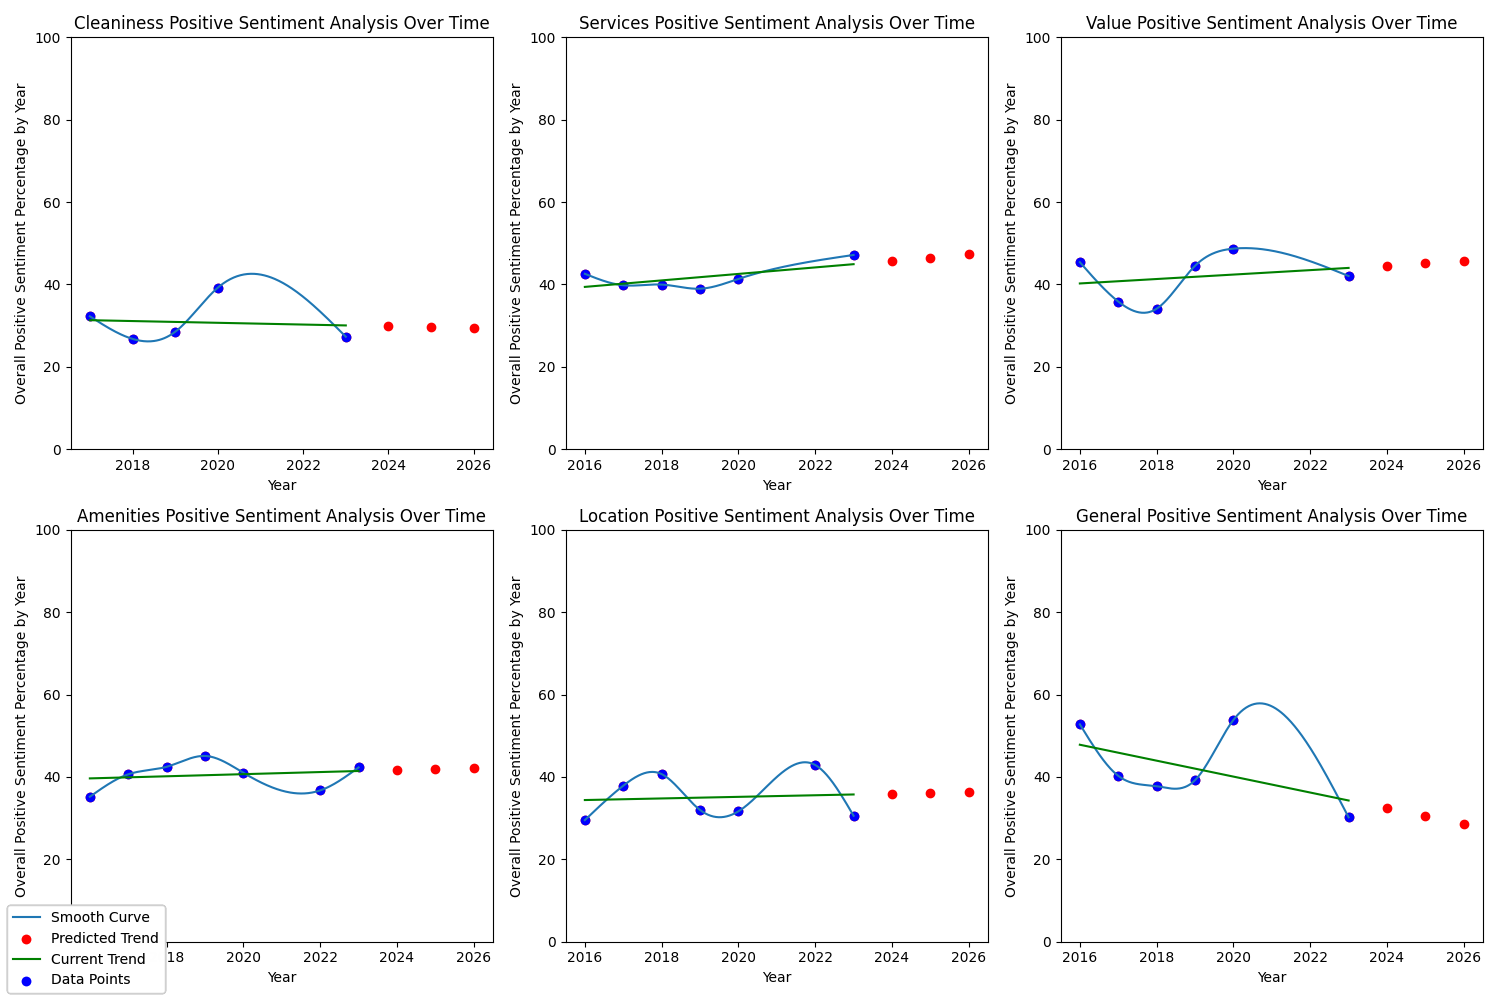 Cleaniness Positive Sentiment Analysis Over Time
Overall Positive Sentiment Percentage by Year
100
80
60
40
20
0
2018 2020 2022 2024 2026
Year
Services Positive Sentiment Analysis Over Time
Overall Positive Sentiment Percentage by Year
100
80
60
40
20
0
2016 2018 2020 2022 2024 2026
Year
Value Positive Sentiment Analysis Over Time
Overall Positive Sentiment Percentage by Year
100
80
60
40
20
0
2016 2018 2020 2022 2024 2026
Year
Amenities Positive Sentiment Analysis Over Time
Overall Positive Sentiment Percentage by Year
100
80
60
40
20
18 2020 2022 2024 2026
Year
Location Positive Sentiment Analysis Over Time
Overall Positive Sentiment Percentage by Year
100
80
60
40
20
0
2016 2018 2020 2022 2024 2026
Year
General Positive Sentiment Analysis Over Time
Overall Positive Sentiment Percentage by Year
100
80
60
40
20
0
2016 2018 2020 2022 2024 2026
Year
Smooth Curve
Predicted Trend
Current Trend
Data Points